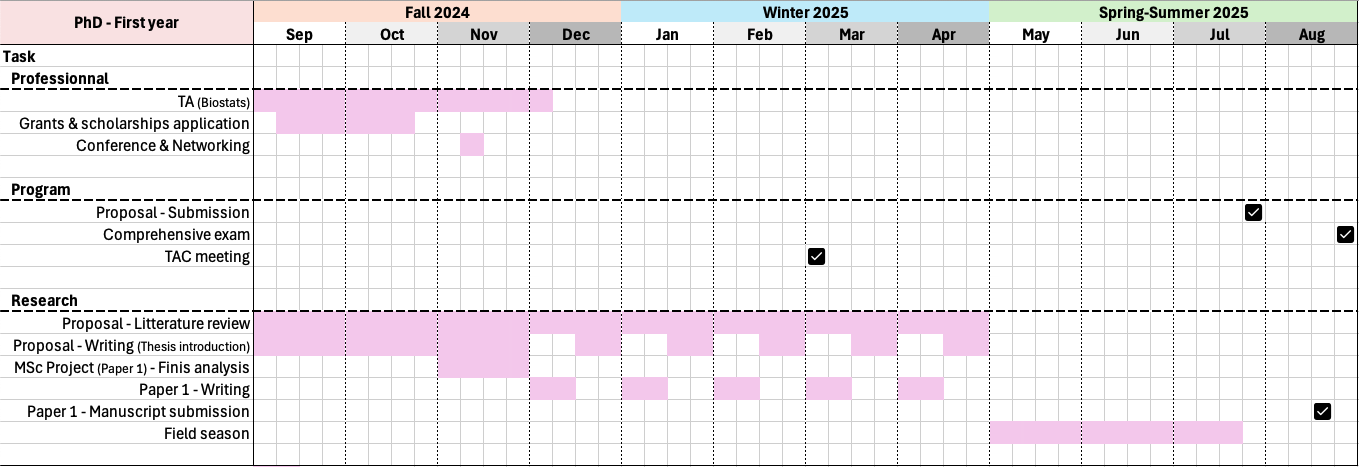 PhD - First year
Fall 2024 Winter 2025 Spring-Summer 2025
Sep Oct Nov Dec Jan Feb Mar Apr May Jun Jul Aug
Task
Professionnal
TA (Biostats)
Grants & scholarships application
Conference & Networking
Program
Proposal - Submission
Comprehensive exam
TAC meeting
Research
Proposal - Litterature review
Proposal - Writing (Thesis introduction)
MSc Project (Paper 1) - Finis analysis
Paper 1 - Writing
Paper 1 - Manuscript submission
Field season